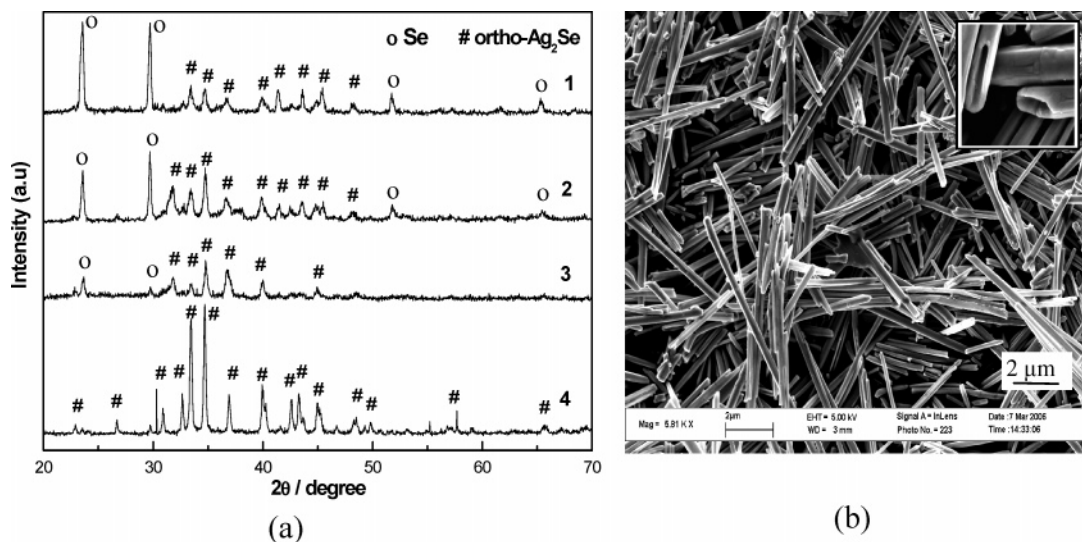 o Se # ortho-Ag₂Se
o o # # # # # # # # o o 1
o o # # # # # # # # # o o 2
o o # # # # # # 3
# # # # # # # # # # # # # # 4
Intensity (a.u)
20 30 40 50 60 70
2θ / degree
(a)
2 μm
Mag = 5.81 K X 2μm EHT = 5.00 kV Signal A = InLens Date :7 Mar 2006
WD = 3 mm Photo No. = 223 Time :14:33:06
(b)